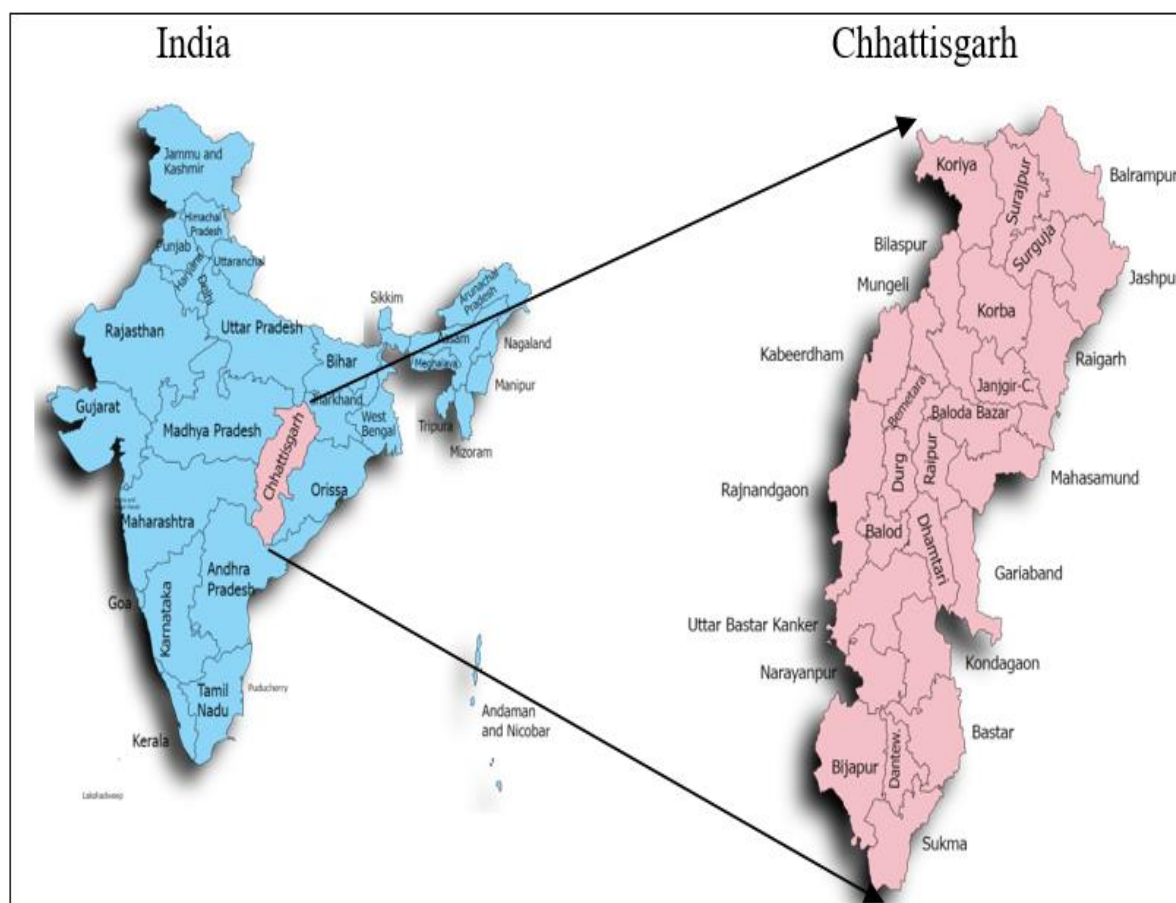 India
Chhattisgarh
Jammu and
Kashmir
Himachal
Pradesh
Punjab
Haryana
Delhi
Uttaranchal
Rajasthan
Uttar Pradesh
Sikkim
Arunachal
Pradesh
Assam
Nagaland
Meghalaya
Manipur
Bihar
Jharkhand
Gujarat
Madhya Pradesh
West
Bengal
Tripura
Mizoram
Chhattisgarh
Orissa
Maharashtra
Andhra
Pradesh
Goa
Karnataka
Tamil
Nadu
Puducherry
Kerala
Andaman
and Nicobar
Lakshadweep
Koriya
Surajpur
Balrampur
Bilaspur
Surguja
Jashpur
Mungeli
Korba
Kabeerdham
Raigarh
Janjgir-C.
Bemetara
Baloda Bazar
Durg
Raipur
Mahasamund
Rajnandgaon
Balod
Dhamtari
Gariaband
Uttar Bastar Kanker
Narayanpur
Kondagaon
Bastar
Bijapur
Dantew.
Sukma